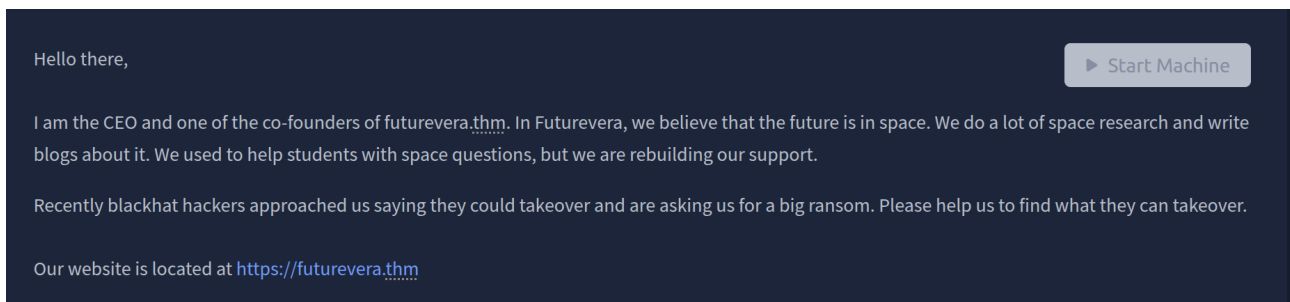 Hello there,
Start Machine
I am the CEO and one of the co-founders of futurevera.thm. In Futurevera, we believe that the future is in space. We do a lot of space research and write
blogs about it. We used to help students with space questions, but we are rebuilding our support.
Recently blackhat hackers approached us saying they could takeover and are asking us for a big ransom. Please help us to find what they can takeover.
Our website is located at https://futurevera.thm